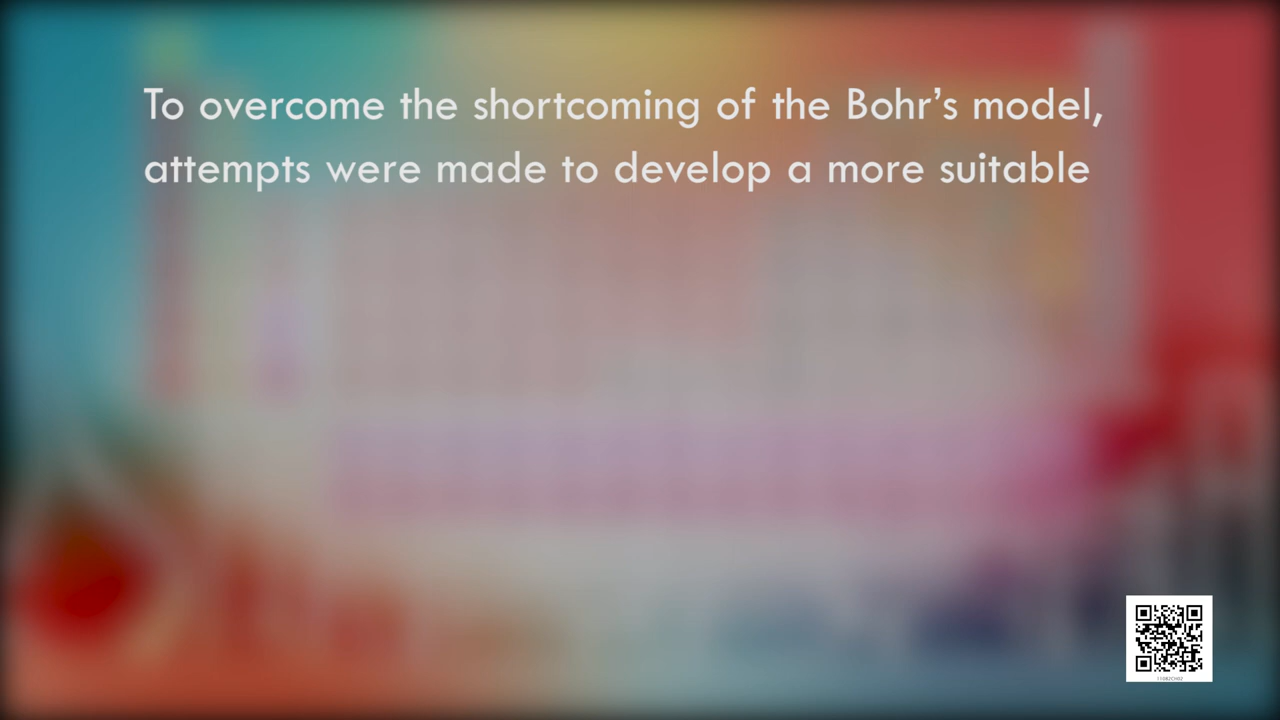 To overcome the shortcoming of the Bohr's model,
attempts were made to develop a more suitable